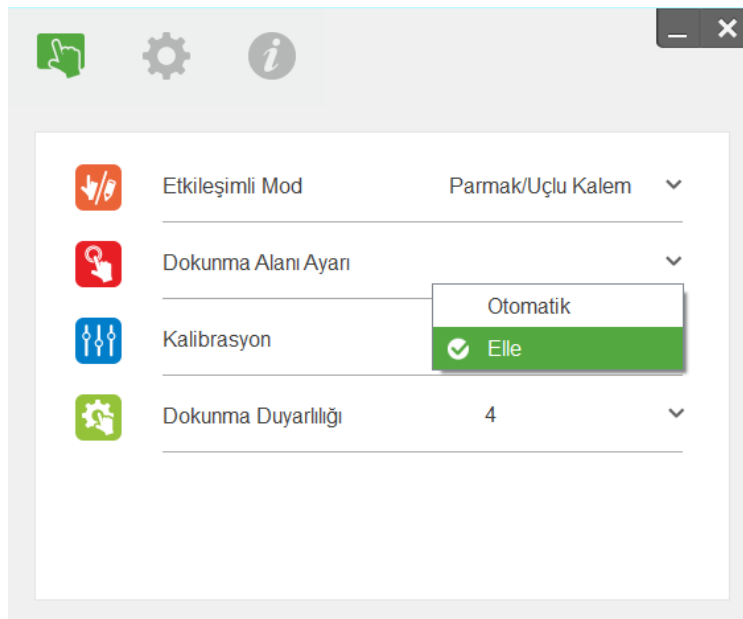 Etkileşimli Mod Parmak/Uçlu Kalem
Dokunma Alanı Ayarı
Otomatik
Kalibrasyon
Elle
Dokunma Duyarlılığı 4